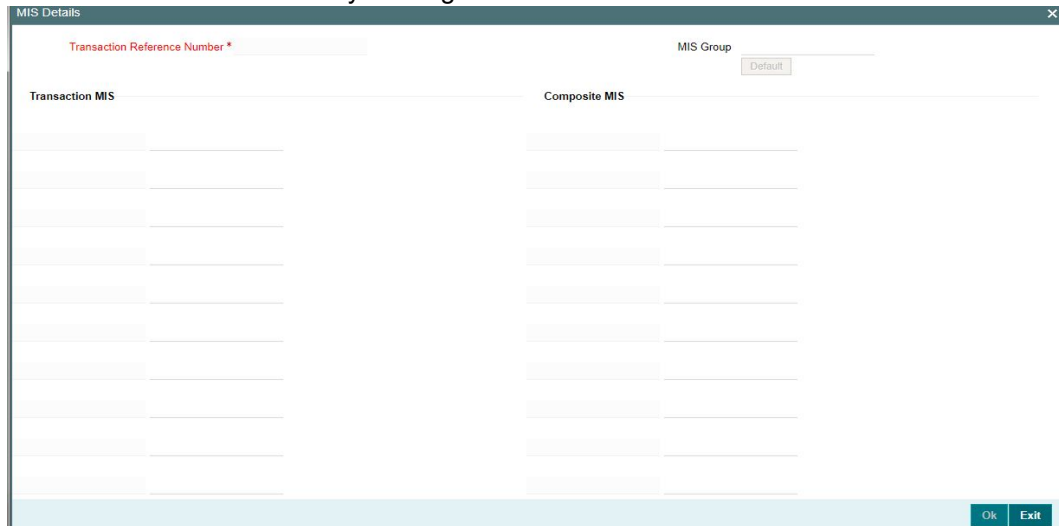 MIS Details
Transaction Reference Number *
MIS Group
Default
Transaction MIS
Composite MIS
Ok Exit